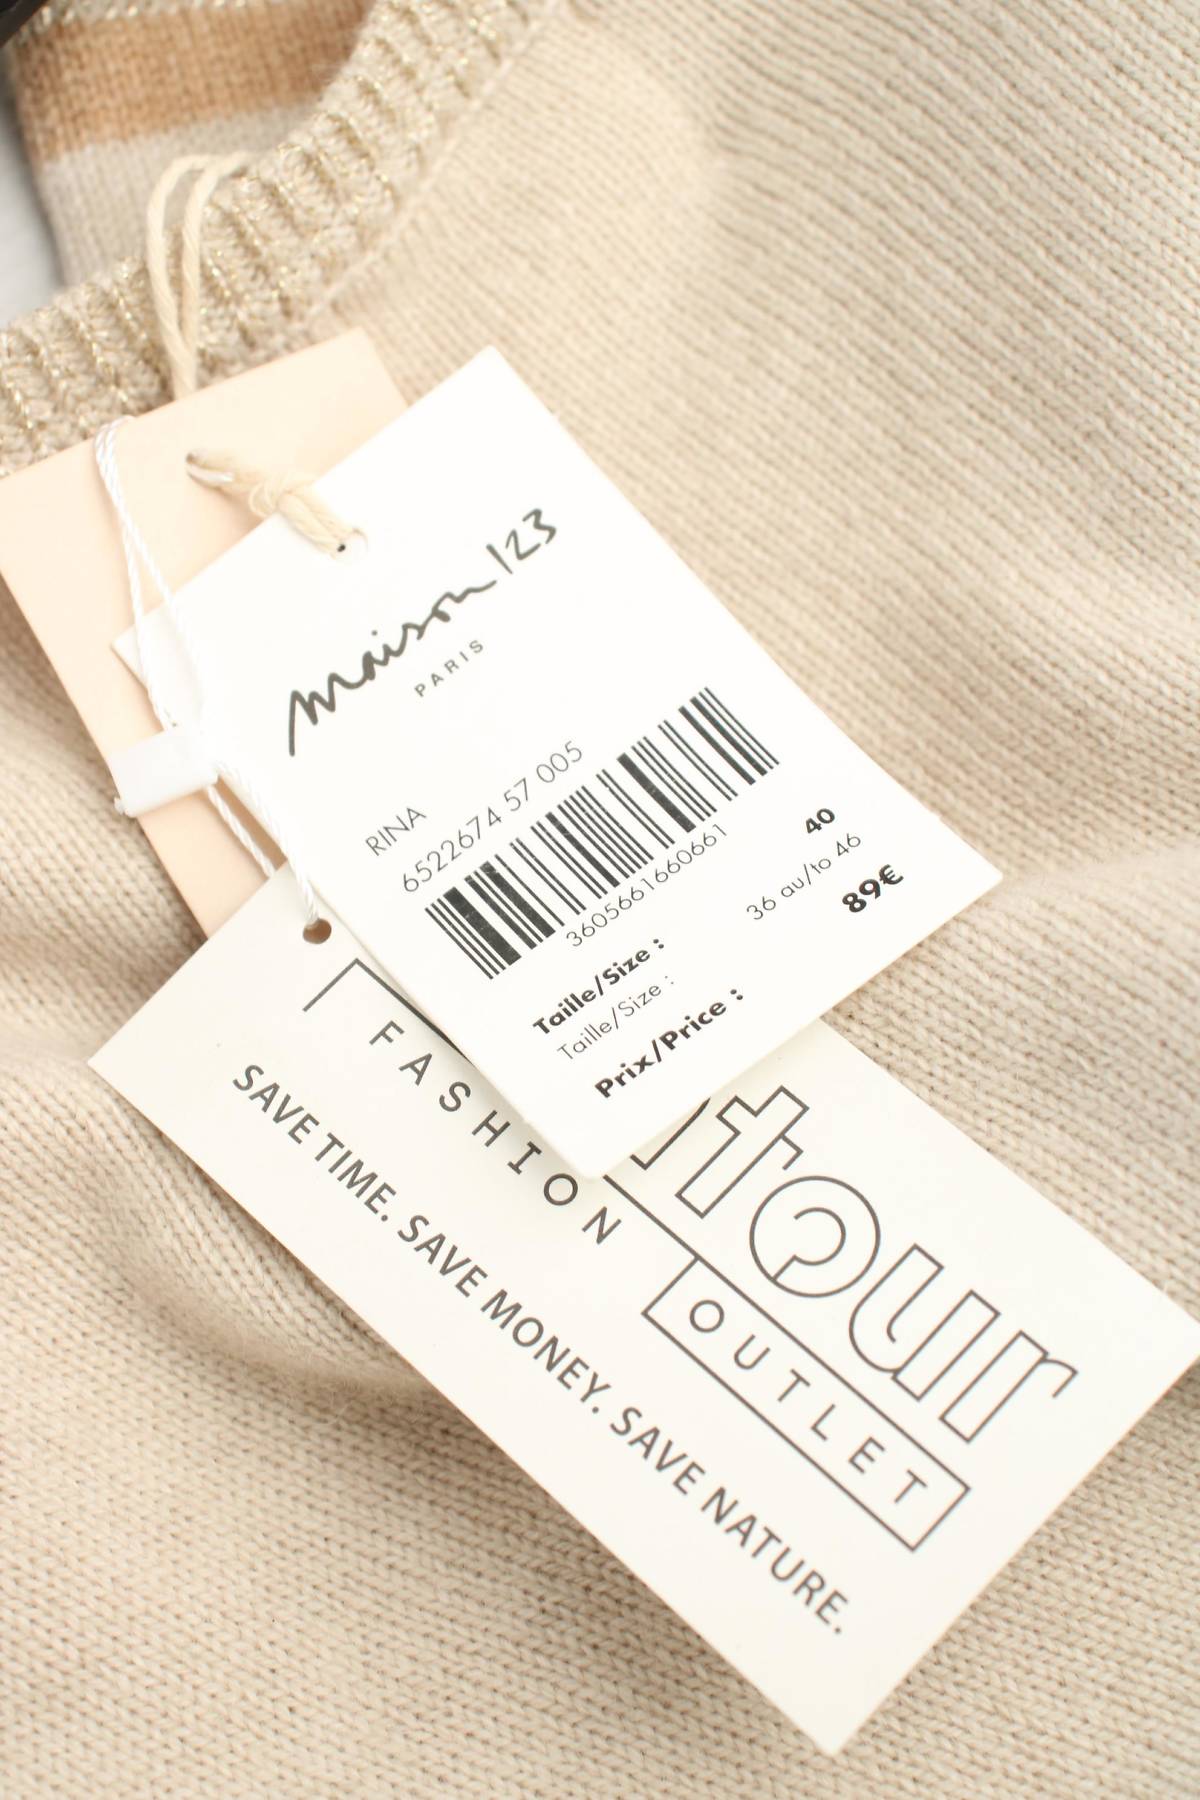 maison 123
PARIS
RINA
6522674 57 005
3605661660661
Taille/Size : 40
Taille/Size : 36 au/to 46
Prix/Price : 89€
OUTLET
FASHION
SAVE TIME. SAVE MONEY. SAVE NATURE.